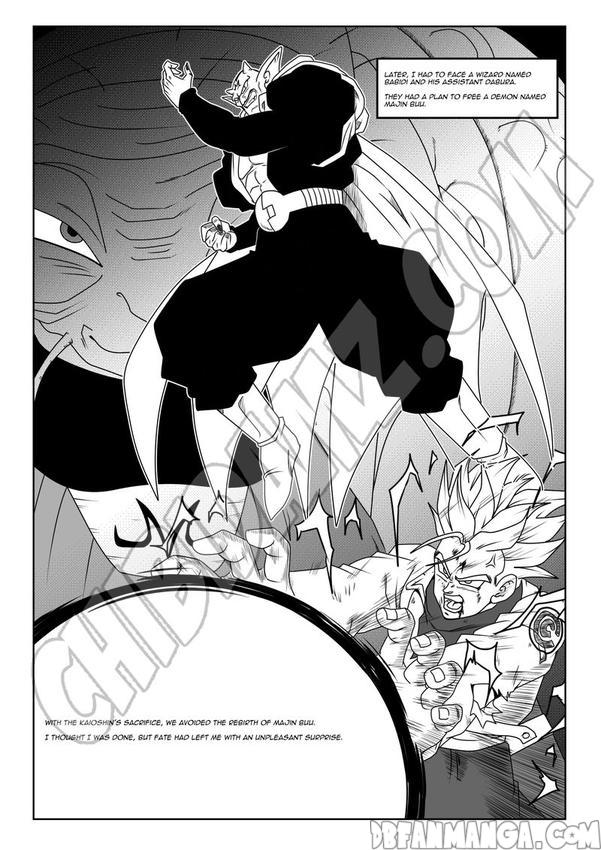 LATER, I HAD TO FACE A WIZARD NAMED
BABIDI AND HIS ASSISTANT DABURA.
THEY HAD A PLAN TO FREE A DEMON NAMED
MAJIN BUU.
CHIBIDAMZ.COM
WITH THE KAIOSHIN'S SACRIFICE, WE AVOIDED THE REBIRTH OF MAJIN BUU.
I THOUGHT I WAS DONE, BUT FATE HAD LEFT ME WITH AN UNPLEASANT SURPRISE.
DBFANMANGA.COM